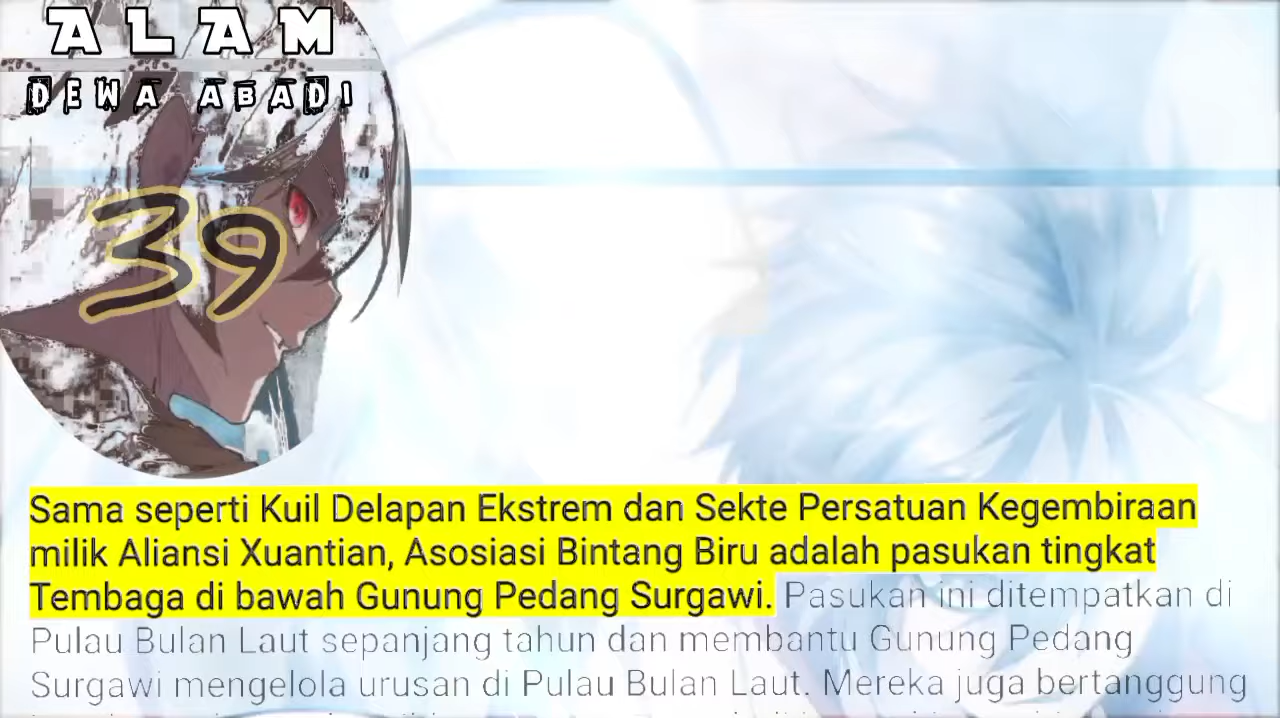 ALAM
DEWA ABADI
39
Sama seperti Kuil Delapan Ekstrem dan Sekte Persatuan Kegembiraan
milik Aliansi Xuantian, Asosiasi Bintang Biru adalah pasukan tingkat
Tembaga di bawah Gunung Pedang Surgawi. Pasukan ini ditempatkan di
Pulau Bulan Laut sepanjang tahun dan membantu Gunung Pedang
Surgawi mengelola urusan di Pulau Bulan Laut. Mereka juga bertanggung